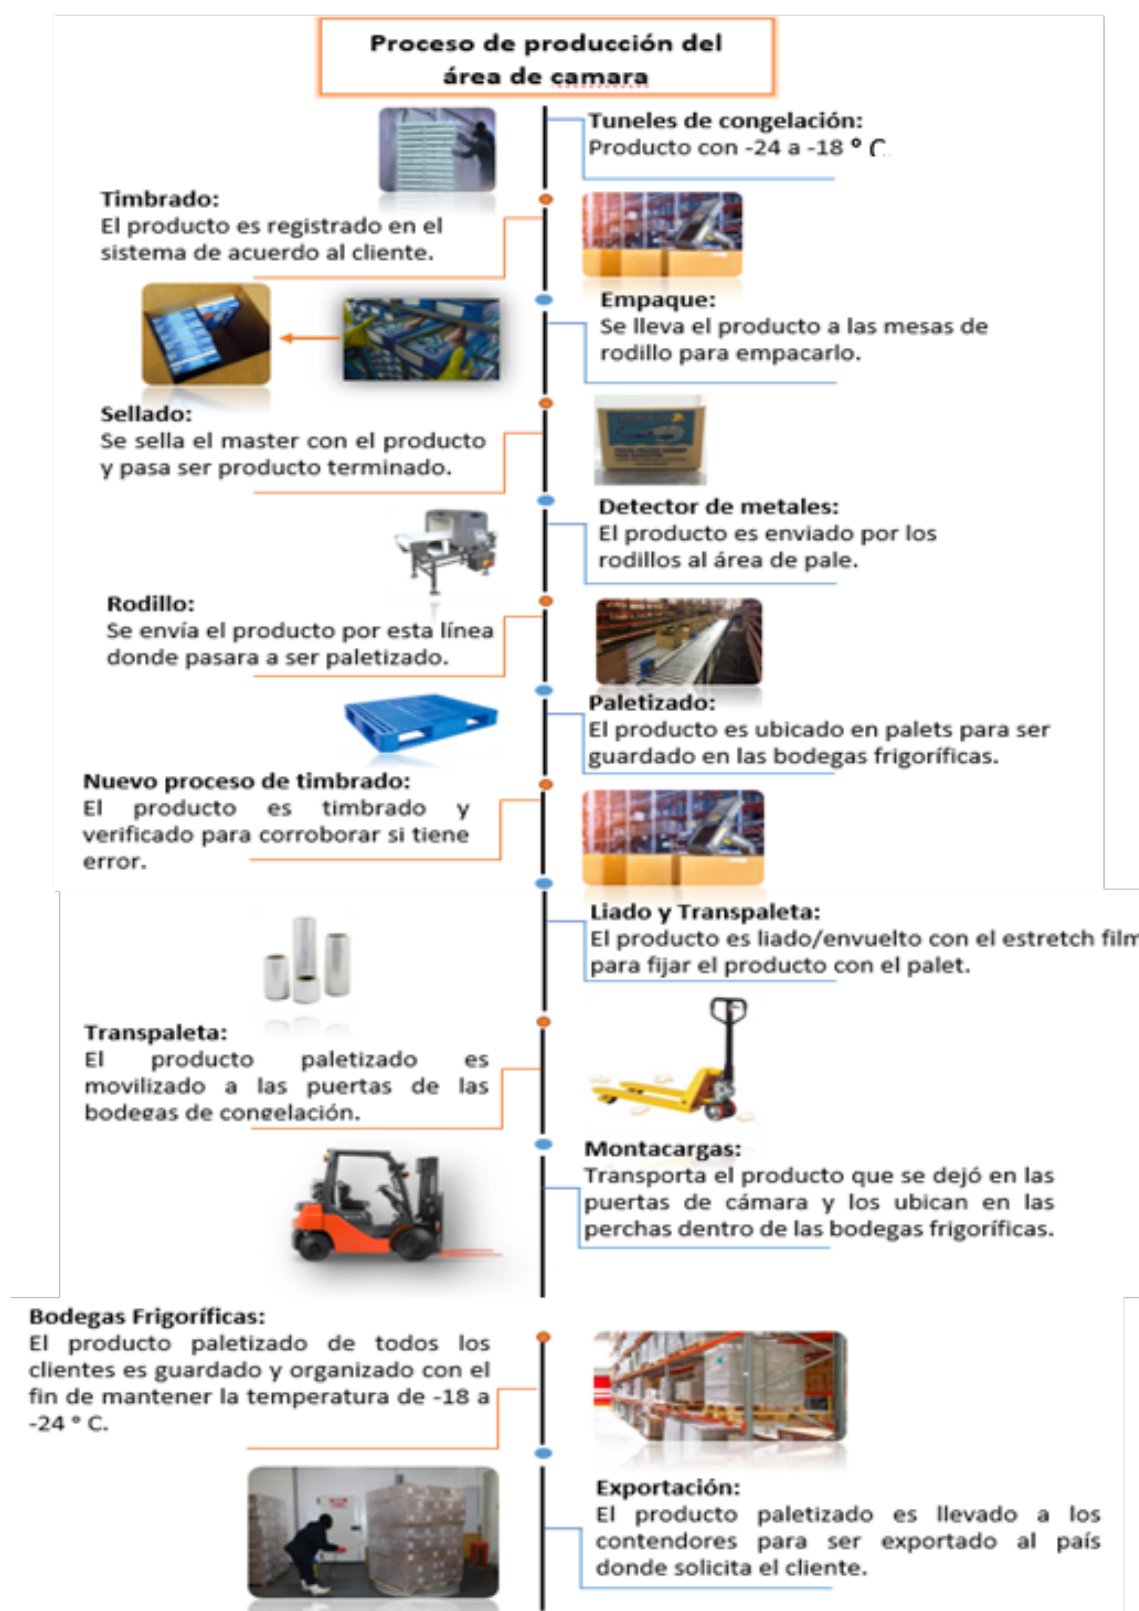 Proceso de producción del
área de camara
Tuneles de congelación:
Producto con -24 a -18 ° C.
Timbrado:
El producto es registrado en el
sistema de acuerdo al cliente.
Empaque:
Se lleva el producto a las mesas de
rodillo para empacarlo.
Sellado:
Se sella el master con el producto
y pasa ser producto terminado.
Detector de metales:
El producto es enviado por los
rodillos al área de pale.
Rodillo:
Se envía el producto por esta línea
donde pasara a ser paletizado.
Paletizado:
El producto es ubicado en palets para ser
guardado en las bodegas frigoríficas.
Nuevo proceso de timbrado:
El producto es timbrado y
verificado para corroborar si tiene
error.
Liado y Transpaleta:
El producto es liado/envuelto con el estretch film
para fijar el producto con el palet.
Transpaleta:
El producto paletizado es
movilizado a las puertas de las
bodegas de congelación.
Montacargas:
Transporta el producto que se dejó en las
puertas de cámara y los ubican en las
perchas dentro de las bodegas frigoríficas.
Bodegas Frigoríficas:
El producto paletizado de todos los
clientes es guardado y organizado con el
fin de mantener la temperatura de -18 a
-24 ° C.
Exportación:
El producto paletizado es llevado a los
contendores para ser exportado al país
donde solicita el cliente.